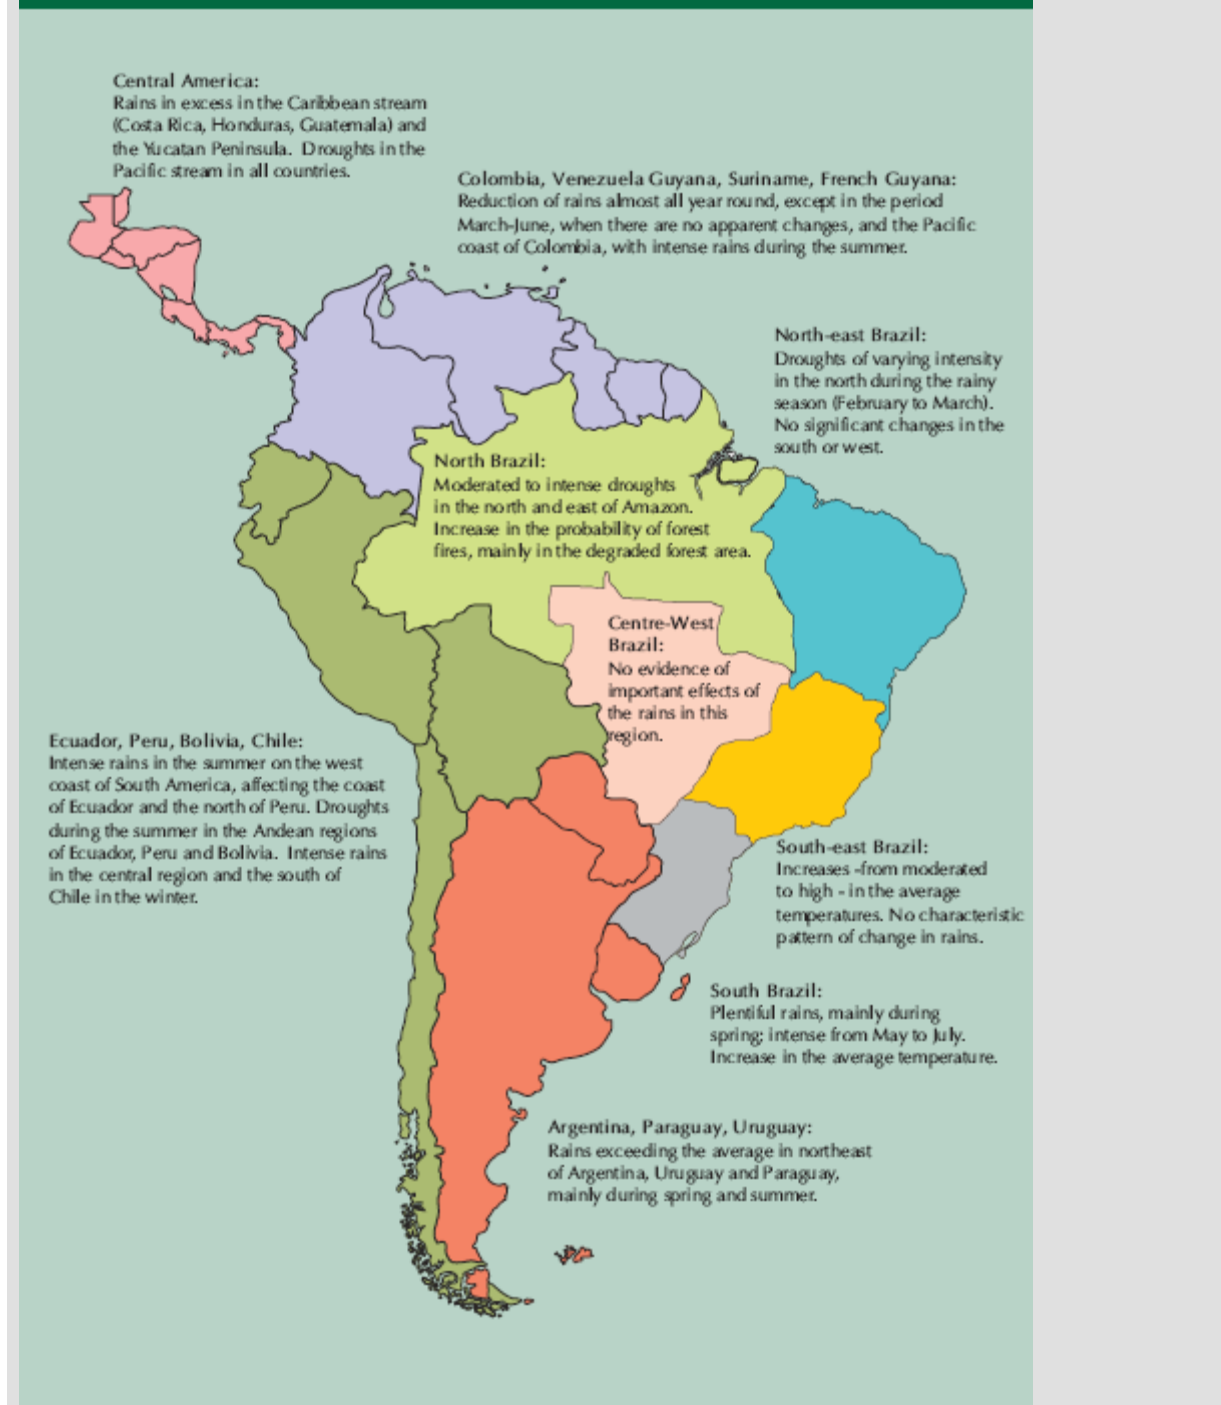 Central America:
Rains in excess in the Caribbean stream
(Costa Rica, Honduras, Guatemala) and
the Yucatan Peninsula. Droughts in the
Pacific stream in all countries.
Colombia, Venezuela Guyana, Suriname, French Guyana:
Reduction of rains almost all year round, except in the period
March-June, when there are no apparent changes, and the Pacific
coast of Colombia, with intense rains during the summer.
North-east Brazil:
Droughts of varying intensity
in the north during the rainy
season (February to March).
No significant changes in the
south or west.
North Brazil:
Moderated to intense droughts
in the north and east of Amazon.
Increase in the probability of forest
fires, mainly in the degraded forest area.
Centre-West
Brazil:
No evidence of
important effects of
the rains in this
region.
Ecuador, Peru, Bolivia, Chile:
Intense rains in the summer on the west
coast of South America, affecting the coast
of Ecuador and the north of Peru. Droughts
during the summer in the Andean regions
of Ecuador, Peru and Bolivia. Intense rains
in the central region and the south of
Chile in the winter.
South-east Brazil:
Increases -from moderated
to high - in the average
temperatures. No characteristic
pattern of change in rains.
South Brazil:
Plentiful rains, mainly during
spring; intense from May to July.
Increase in the average temperature.
Argentina, Paraguay, Uruguay:
Rains exceeding the average in northeast
of Argentina, Uruguay and Paraguay,
mainly during spring and summer.